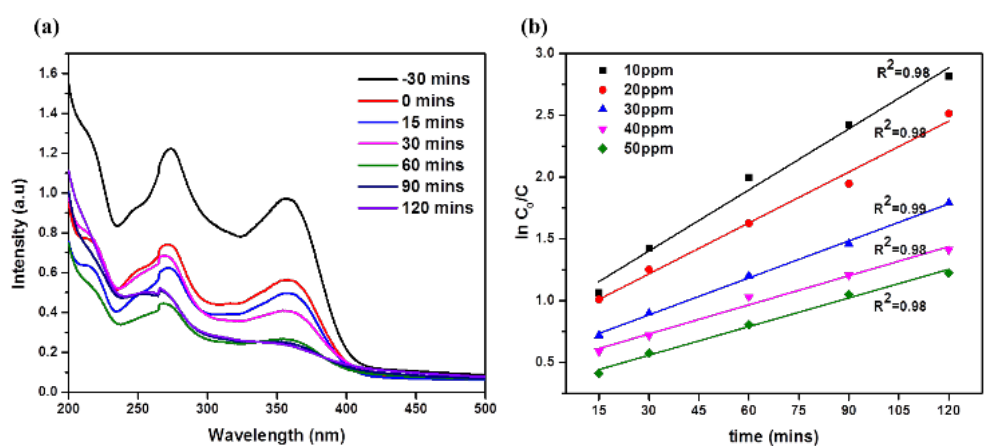 (a)
1.6
1.4
1.2
1.0
0.8
0.6
0.4
0.2
0.0
Intensity (a.u)
200
250
300
350
400
450
500
Wavelength (nm)
-30 mins
0 mins
15 mins
30 mins
60 mins
90 mins
120 mins
(b)
3.0
2.5
2.0
1.5
1.0
0.5
ln C₀/C
15
30
45
60
75
90
105
120
time (mins)
10ppm
20ppm
30ppm
40ppm
50ppm
R²=0.98
R²=0.98
R²=0.99
R²=0.98
R²=0.98